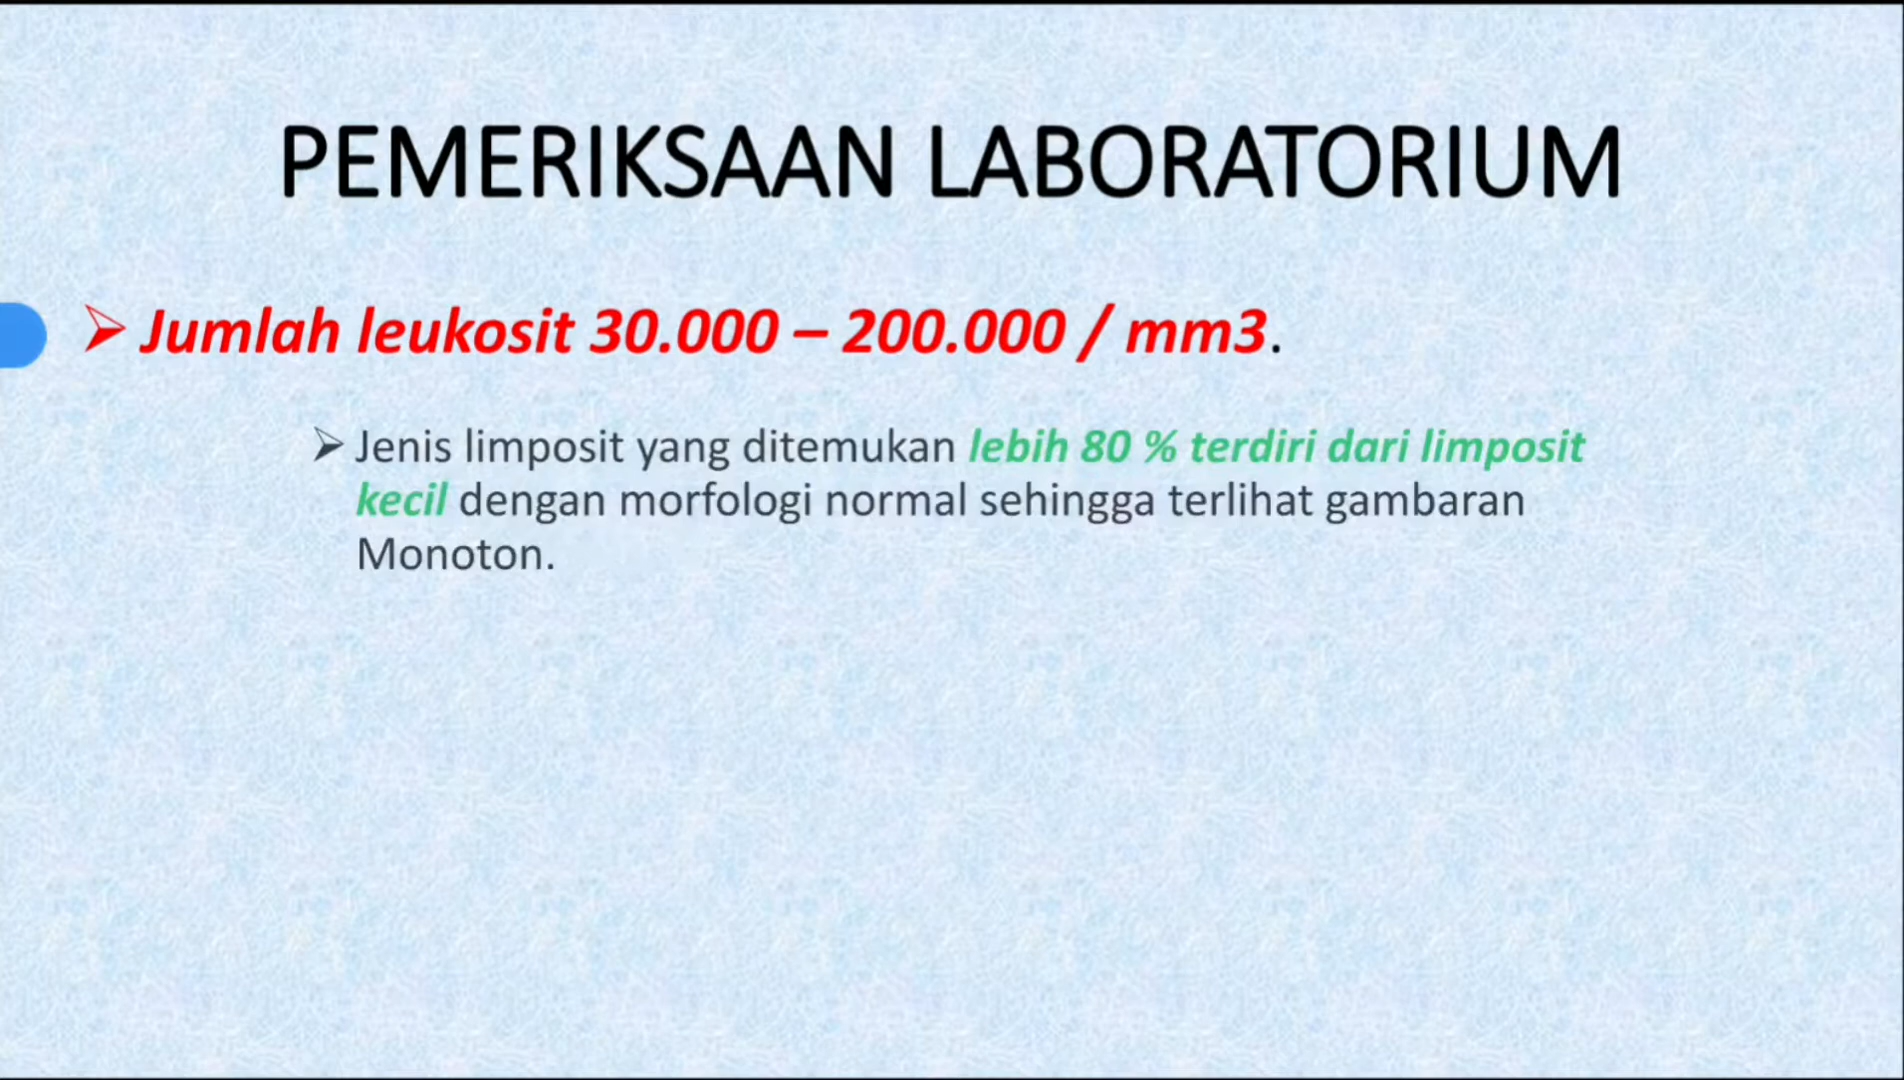 PEMERIKSAAN LABORATORIUM
Jumlah leukosit 30.000 – 200.000 / mm3.
Jenis limposit yang ditemukan lebih 80 % terdiri dari limposit
kecil dengan morfologi normal sehingga terlihat gambaran
Monoton.